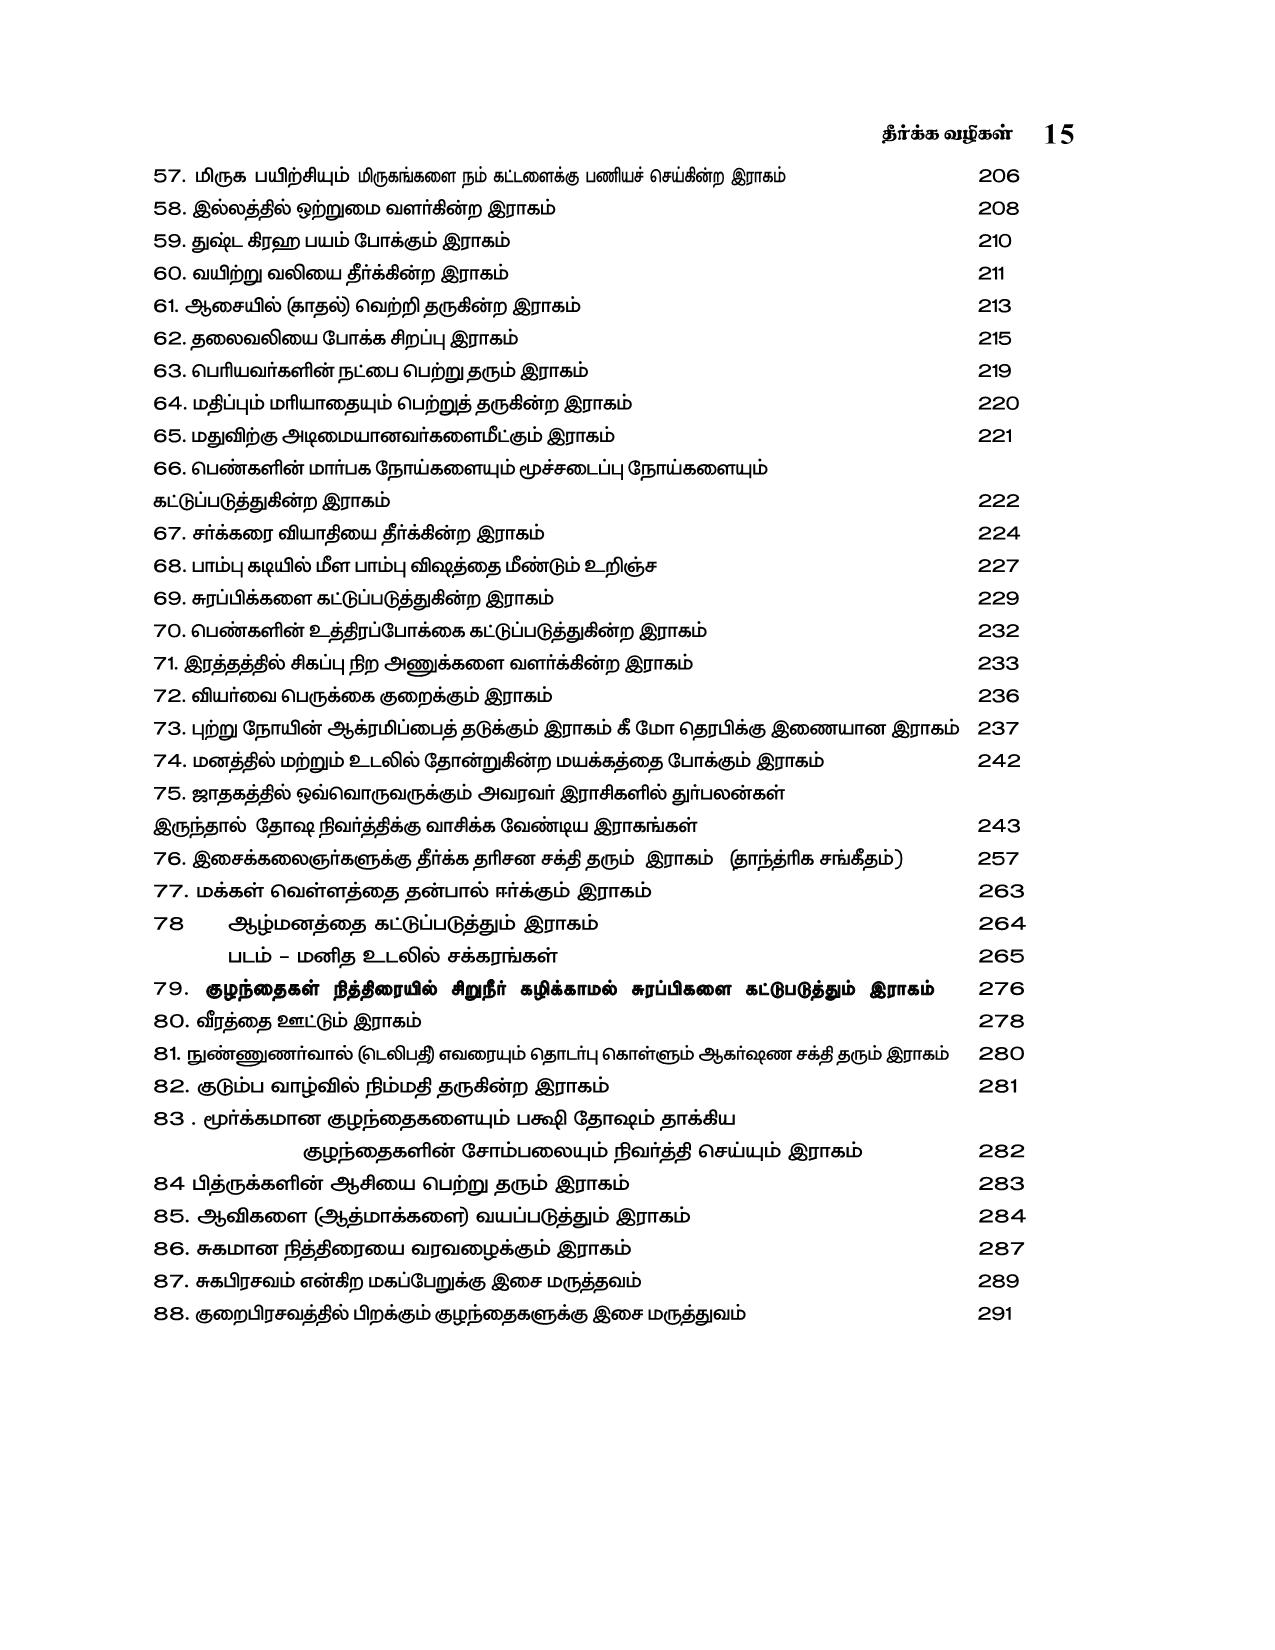 தீர்க்க வழிகள் 15
57. மிருக பயிற்சியும் மிருகங்களை நம் கட்டளைக்கு பணியச் செய்கின்ற இராகம் 206
58. இல்லத்தில் ஒற்றுமை வளர்கின்ற இராகம் 208
59. துஷ்ட கிரஹ பயம் போக்கும் இராகம் 210
60. வயிற்று வலியை தீர்க்கின்ற இராகம் 211
61. ஆசையில் (காதல்) வெற்றி தருகின்ற இராகம் 213
62. தலைவலியை போக்க சிறப்பு இராகம் 215
63. பெரியவர்களின் நட்பை பெற்று தரும் இராகம் 219
64. மதிப்பும் மரியாதையும் பெற்றுத் தருகின்ற இராகம் 220
65. மதுவிற்கு அடிமையானவர்களைமீட்கும் இராகம் 221
66. பெண்களின் மார்பக நோய்களையும் மூச்சடைப்பு நோய்களையும்
கட்டுப்படுத்துகின்ற இராகம் 222
67. சர்க்கரை வியாதியை தீர்க்கின்ற இராகம் 224
68. பாம்பு கடியில் மீள பாம்பு விஷத்தை மீண்டும் உறிஞ்ச 227
69. சுரப்பிக்களை கட்டுப்படுத்துகின்ற இராகம் 229
70. பெண்களின் உத்திரப்போக்கை கட்டுப்படுத்துகின்ற இராகம் 232
71. இரத்தத்தில் சிகப்பு நிற அணுக்களை வளர்க்கின்ற இராகம் 233
72. வியர்வை பெருக்கை குறைக்கும் இராகம் 236
73. புற்று நோயின் ஆக்ரமிப்பைத் தடுக்கும் இராகம் கீ மோ தெரபிக்கு இணையான இராகம் 237
74. மனத்தில் மற்றும் உடலில் தோன்றுகின்ற மயக்கத்தை போக்கும் இராகம் 242
75. ஜாதகத்தில் ஒவ்வொருவருக்கும் அவரவர் இராசிகளில் துர்பலன்கள்
இருந்தால் தோஷ நிவர்த்திக்கு வாசிக்க வேண்டிய இராகங்கள் 243
76. இசைக்கலைஞர்களுக்கு தீர்க்க தரிசன சக்தி தரும் இராகம் (தாந்த்ரிக சங்கீதம்) 257
77. மக்கள் வெள்ளத்தை தன்பால் ஈர்க்கும் இராகம் 263
78 ஆழ்மனத்தை கட்டுப்படுத்தும் இராகம் 264
படம் – மனித உடலில் சக்கரங்கள் 265
79. குழந்தைகள் நித்திரையில் சிறுநீர் கழிக்காமல் சுரப்பிகளை கட்டுபடுத்தும் இராகம் 276
80. வீரத்தை ஊட்டும் இராகம் 278
81. நுண்ணுணர்வால் (டெலிபதி) எவரையும் தொடர்பு கொள்ளும் ஆகர்ஷண சக்தி தரும் இராகம் 280
82. குடும்ப வாழ்வில் நிம்மதி தருகின்ற இராகம் 281
83 . மூர்க்கமான குழந்தைகளையும் பக்ஷி தோஷம் தாக்கிய
குழந்தைகளின் சோம்பலையும் நிவர்த்தி செய்யும் இராகம் 282
84 பித்ருக்களின் ஆசியை பெற்று தரும் இராகம் 283
85. ஆவிகளை (ஆத்மாக்களை) வயப்படுத்தும் இராகம் 284
86. சுகமான நித்திரையை வரவழைக்கும் இராகம் 287
87. சுகபிரசவம் என்கிற மகப்பேறுக்கு இசை மருத்தவம் 289
88. குறைபிரசவத்தில் பிறக்கும் குழந்தைகளுக்கு இசை மருத்துவம் 291